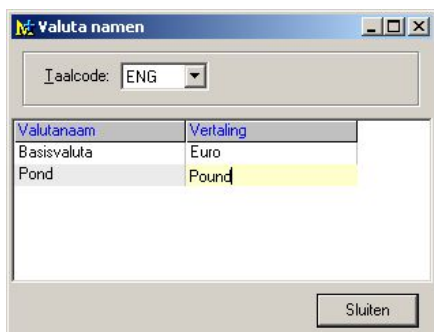 Valuta namen
Taalcode: ENG
Valutanaam Vertaling
Basisvaluta Euro
Pond Pound
Sluiten